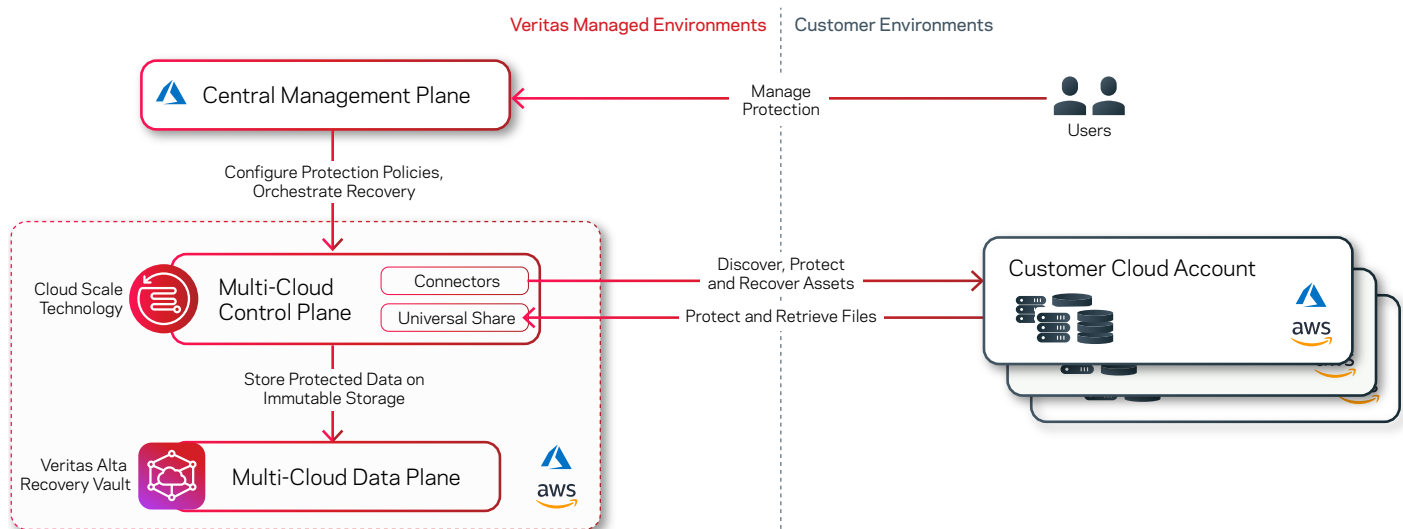 Veritas Managed Environments
Customer Environments
Central Management Plane
Manage
Protection
Users
Configure Protection Policies,
Orchestrate Recovery
Cloud Scale
Technology
Multi-Cloud
Control Plane
Connectors
Universal Share
Discover, Protect
and Recover Assets
Protect and Retrieve Files
Customer Cloud Account
aws
Store Protected Data on
Immutable Storage
Veritas Alta
Recovery Vault
Multi-Cloud Data Plane
aws